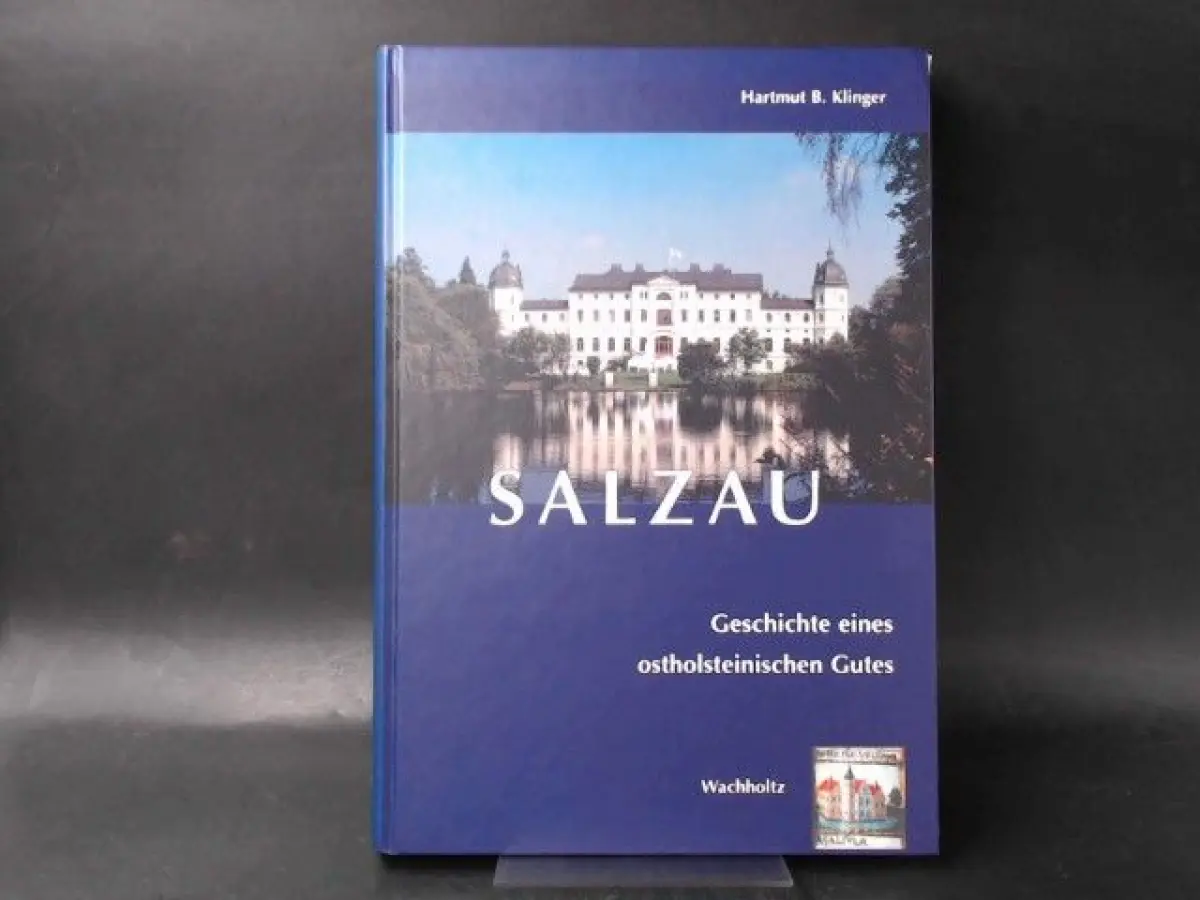 Hartmut B. Klinger
SALZAU
Geschichte eines
ostholsteinischen Gutes
Wachholtz